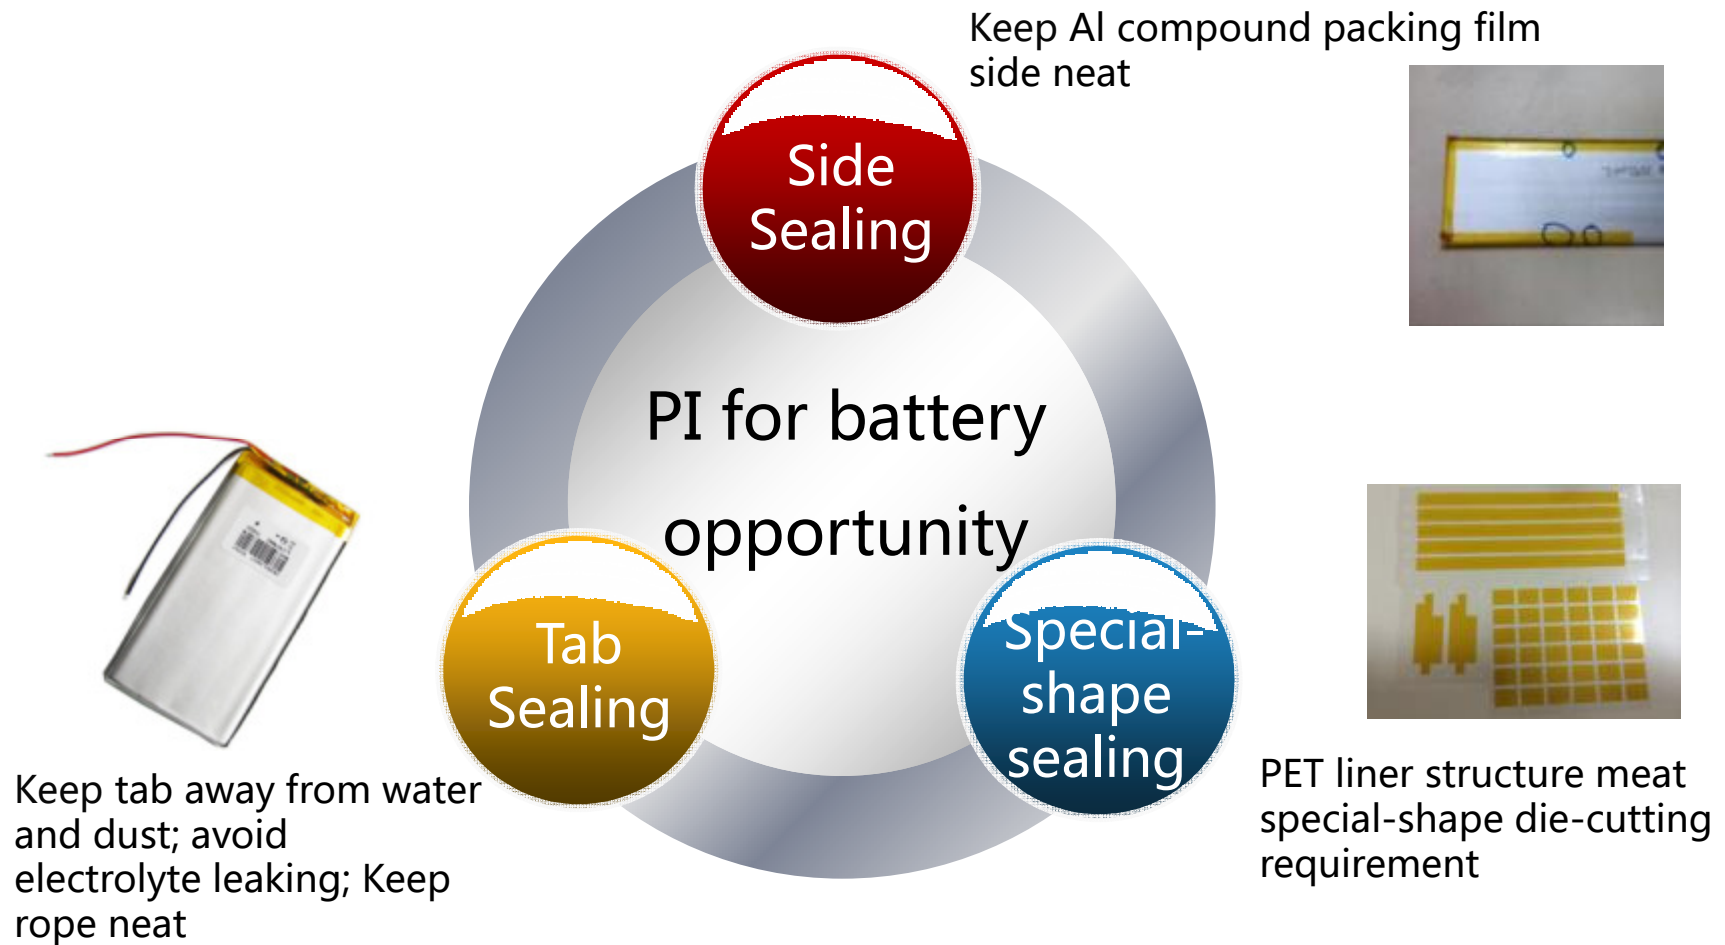 Keep Al compound packing film
side neat
Side
Sealing
PI for battery
opportunity
Tab
Sealing
Special-
shape
sealing
Keep tab away from water
and dust; avoid
electrolyte leaking; Keep
rope neat
PET liner structure meat
special-shape die-cutting
requirement